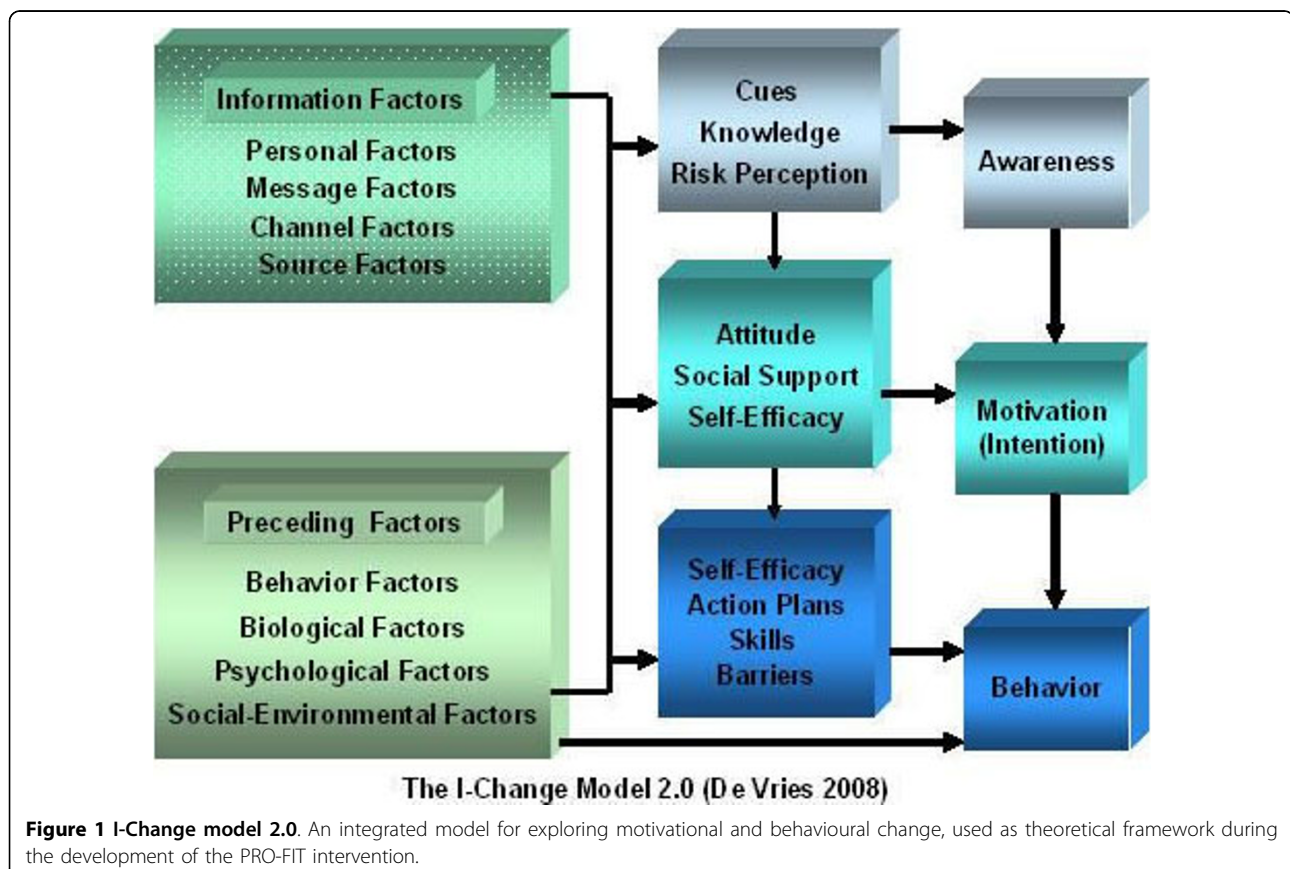 Information Factors
Personal Factors
Message Factors
Channel Factors
Source Factors
Cues
Knowledge
Risk Perception
Awareness
Attitude
Social Support
Self-Efficacy
Motivation
(Intention)
Preceding Factors
Behavior Factors
Biological Factors
Psychological Factors
Social-Environmental Factors
Self-Efficacy
Action Plans
Skills
Barriers
Behavior
The I-Change Model 2.0 (De Vries 2008)
Figure 1 I-Change model 2.0. An integrated model for exploring motivational and behavioural change, used as theoretical framework during
the development of the PRO-FIT intervention.